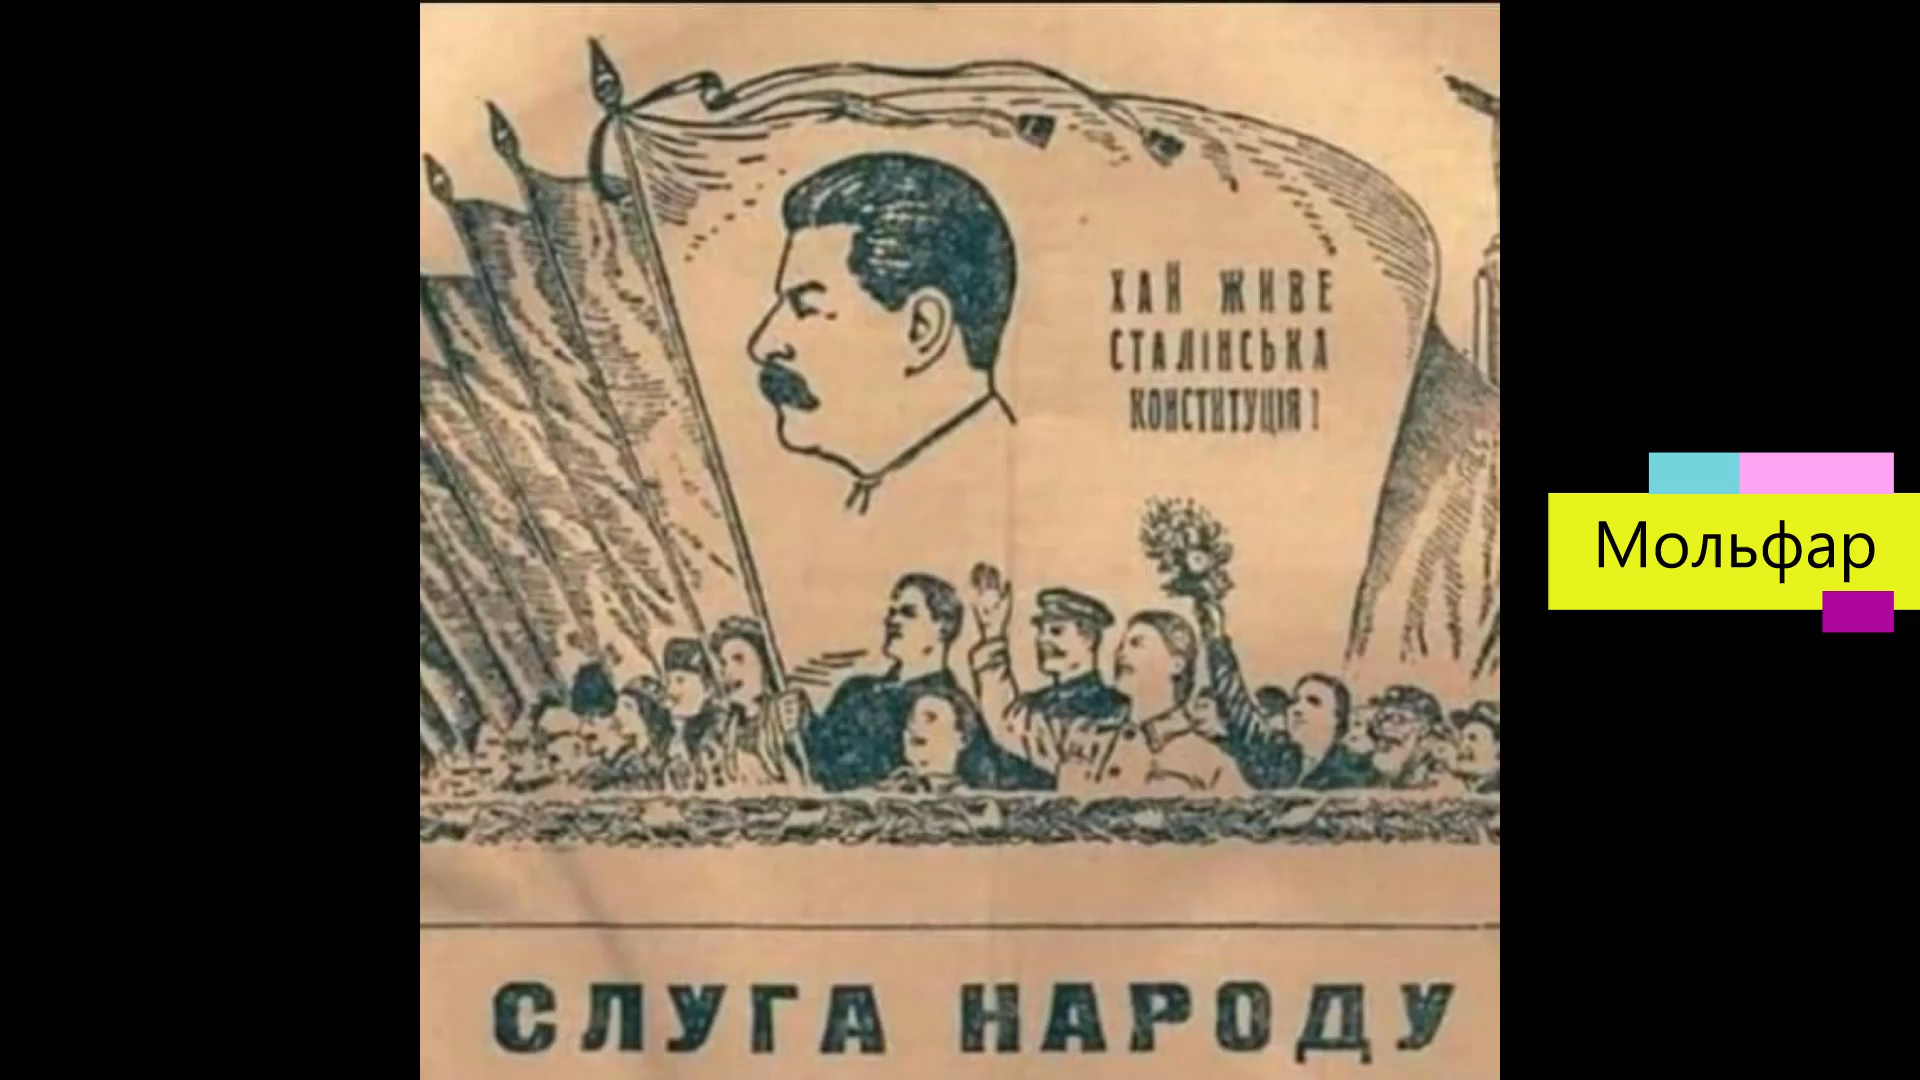 ХАЙ ЖИВЕ
СТАЛІНСЬКА
КОНСТИТУЦІЯ!
Мольфар
СЛУГА НАРОДУ